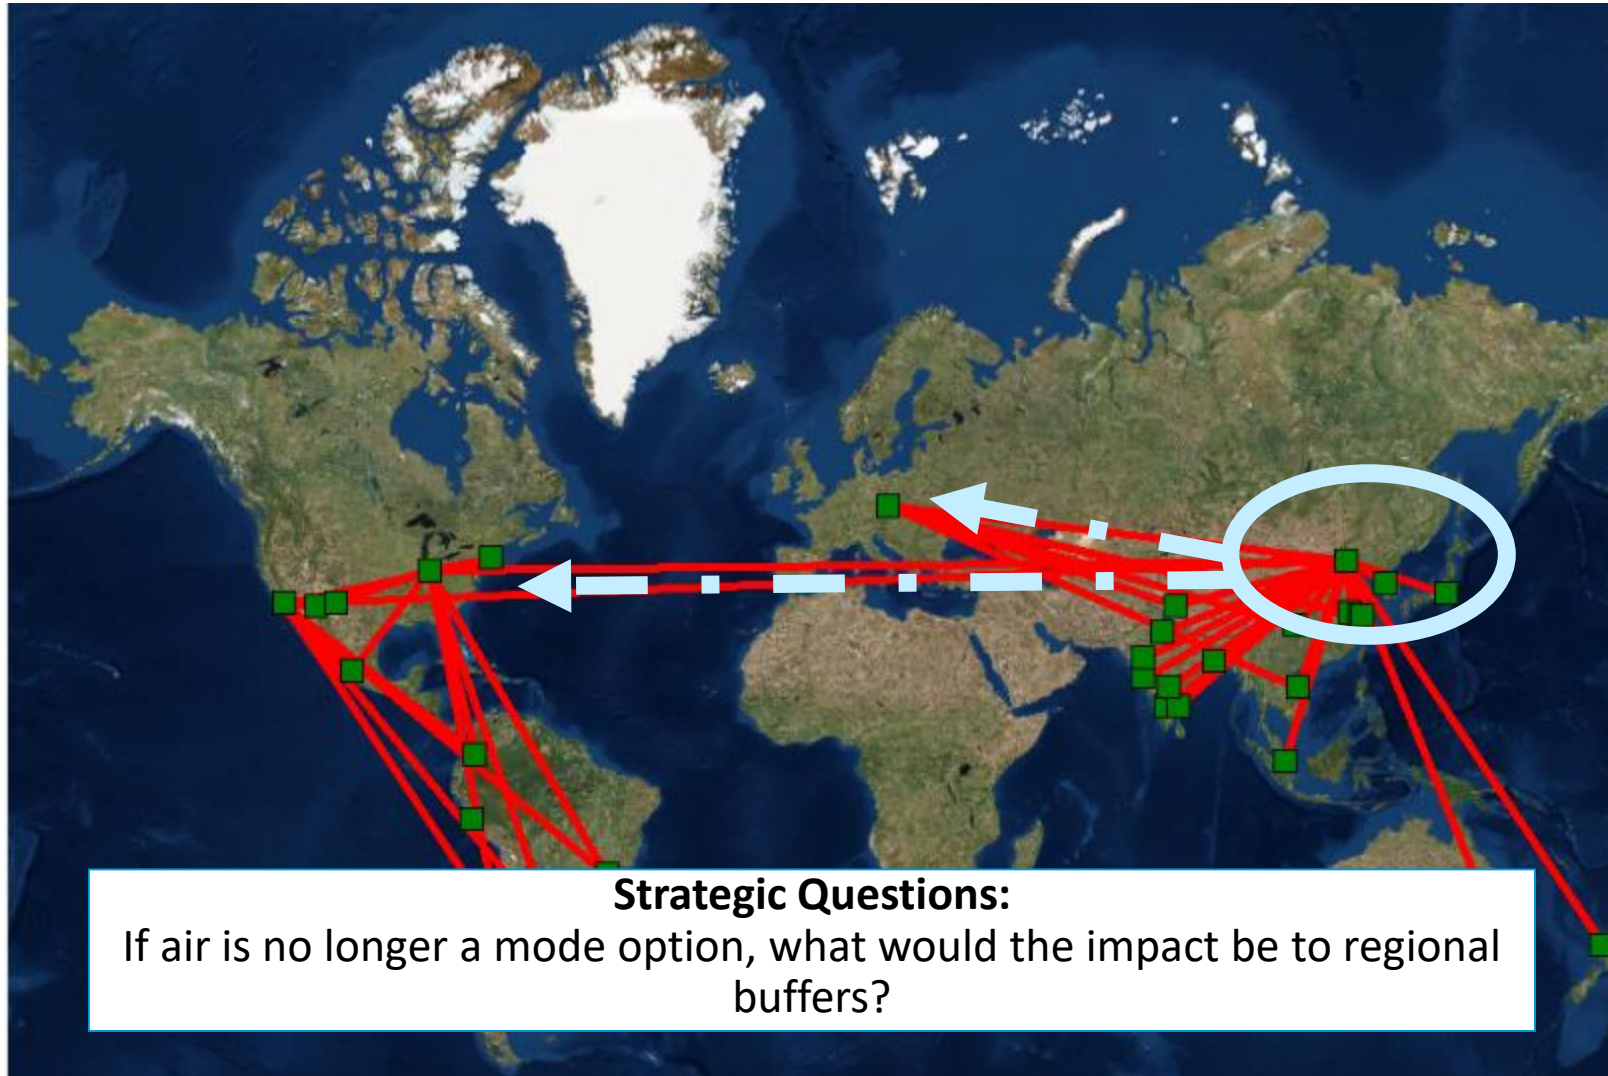 Strategic Questions:
If air is no longer a mode option, what would the impact be to regional
buffers?